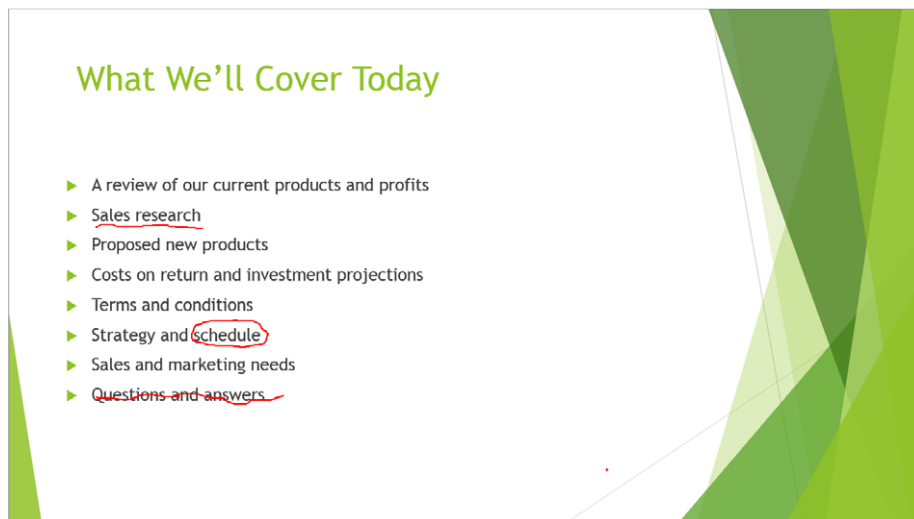 What We'll Cover Today
A review of our current products and profits
Sales research
Proposed new products
Costs on return and investment projections
Terms and conditions
Strategy and schedule
Sales and marketing needs
Questions and answers